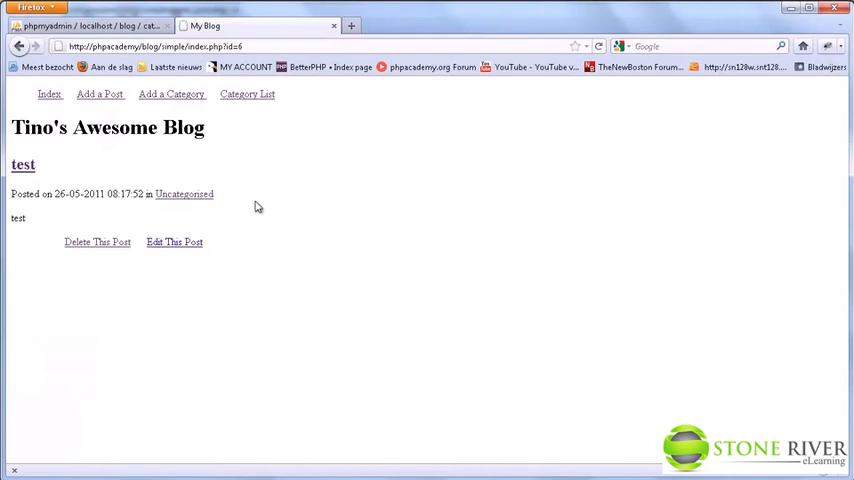 Firefox
phpmyadmin / localhost / blog / cat...
My Blog
http://phpacademy/blog/simple/index.php?id=6
Google
Meest bezocht Aan de slag Laatste nieuws MY ACCOUNT BetterPHP • Index page phpacademy.org Forum YouTube - YouTube v... TheNewBoston Forum... http://sn128w.snt128.... Bladwijzers
Index Add a Post Add a Category Category List
Tino's Awesome Blog
test
Posted on 26-05-2011 08:17:52 in Uncategorised
test
Delete This Post Edit This Post
STONE RIVER
eLearning